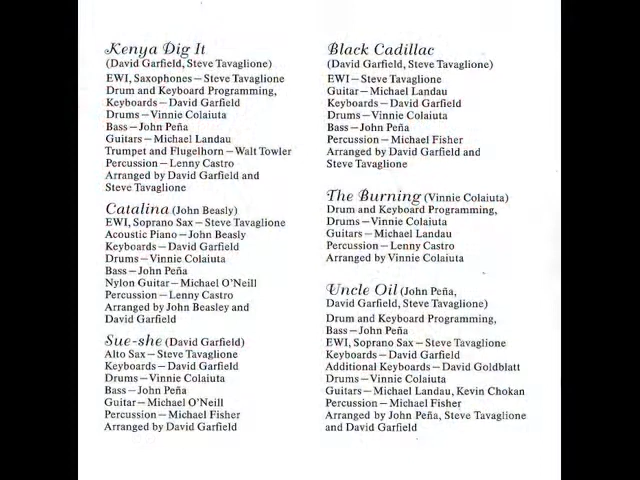 Kenya Dig It
(David Garfield, Steve Tavaglione)
EWI, Saxophones – Steve Tavaglione
Drum and Keyboard Programming,
Keyboards – David Garfield
Drums – Vinnie Colaiuta
Bass – John Peña
Guitars – Michael Landau
Trumpet and Flugelhorn – Walt Towler
Percussion – Lenny Castro
Arranged by David Garfield and
Steve Tavaglione
Catalina (John Beasly)
EWI, Soprano Sax – Steve Tavaglione
Acoustic Piano – John Beasly
Keyboards – David Garfield
Drums – Vinnie Colaiuta
Bass – John Peña
Nylon Guitar – Michael O'Neill
Percussion – Lenny Castro
Arranged by John Beasley and
David Garfield
Sue-she (David Garfield)
Alto Sax – Steve Tavaglione
Keyboards – David Garfield
Drums – Vinnie Colaiuta
Bass – John Peña
Guitar – Michael O'Neill
Percussion – Michael Fisher
Arranged by David Garfield
Black Cadillac
(David Garfield, Steve Tavaglione)
EWI – Steve Tavaglione
Guitar – Michael Landau
Keyboards – David Garfield
Drums – Vinnie Colaiuta
Bass – John Peña
Percussion – Michael Fisher
Arranged by David Garfield and
Steve Tavaglione
The Burning (Vinnie Colaiuta)
Drum and Keyboard Programming,
Drums – Vinnie Colaiuta
Guitars – Michael Landau
Percussion – Lenny Castro
Arranged by Vinnie Colaiuta
Uncle Oil (John Peña,
David Garfield, Steve Tavaglione)
Drum and Keyboard Programming,
Bass – John Peña
EWI, Soprano Sax – Steve Tavaglione
Keyboards – David Garfield
Additional Keyboards – David Goldblatt
Drums – Vinnie Colaiuta
Guitars – Michael Landau, Kevin Chokan
Percussion – Michael Fisher
Arranged by John Peña, Steve Tavaglione
and David Garfield